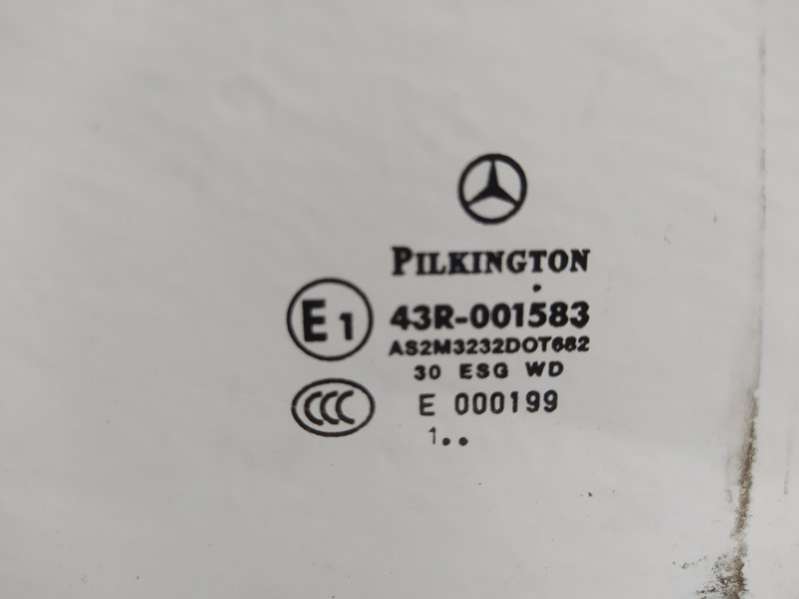 PILKINGTON
E1 43R-001583
AS2M3232DOT682
30 ESG WD
CCC E 000199
1..